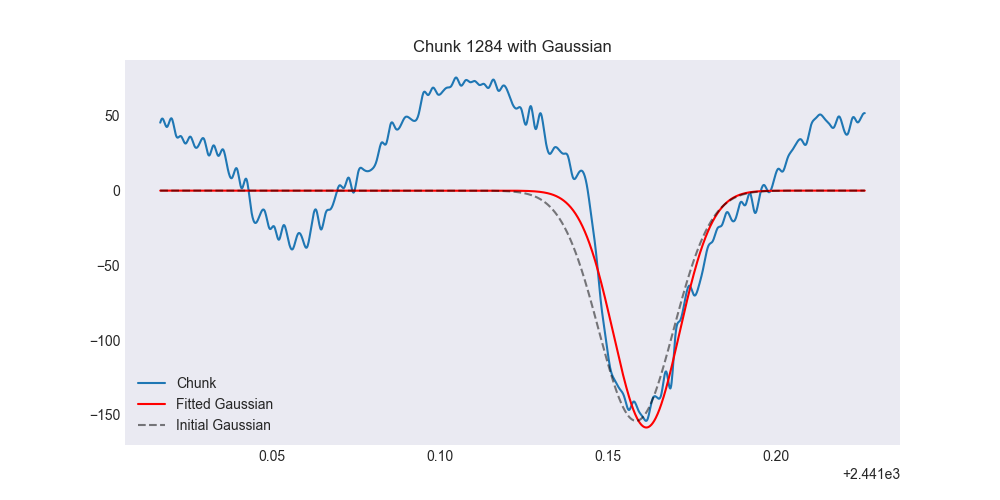 Chunk 1284 with Gaussian
50
0
−50
−100
−150
Chunk
Fitted Gaussian
Initial Gaussian
0.05 0.10 0.15 0.20
+2.441e3